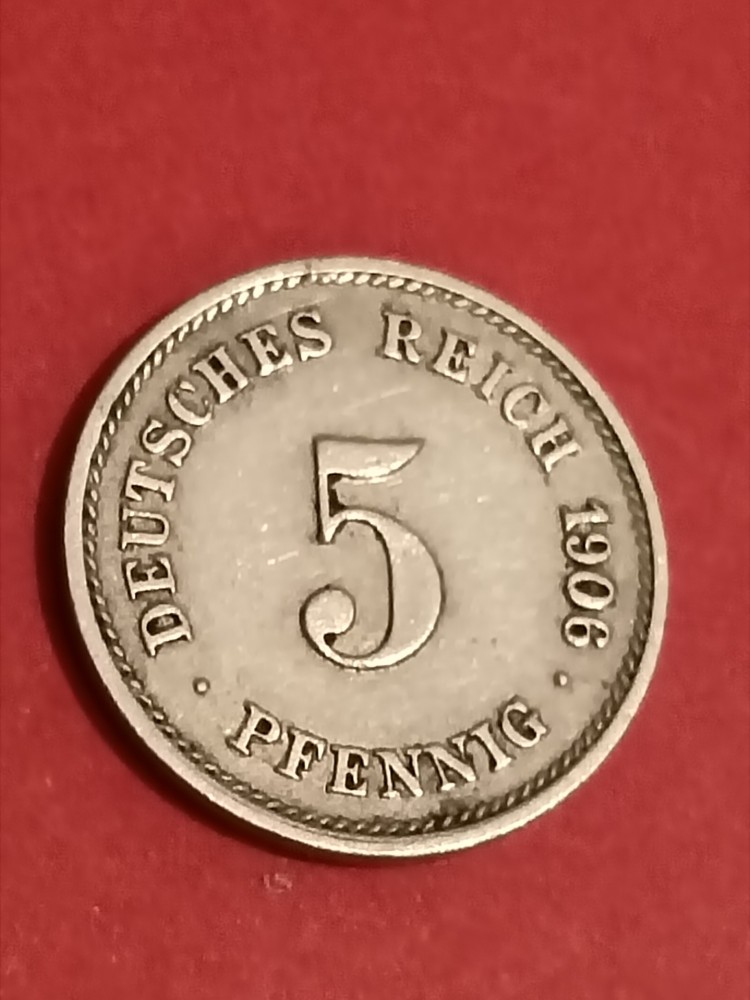 DEUTSCHES REICH 1906
5
· PFENNIG ·